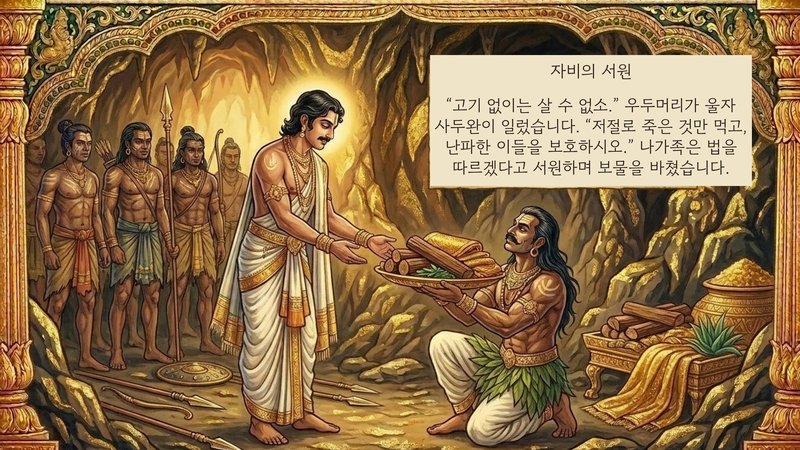 자비의 서원
“고기 없이는 살 수 없소.” 우두머리가 울자
사두완이 일렀습니다. “저절로 죽은 것만 먹고,
난파한 이들을 보호하시오.” 나가족은 법을
따르겠다고 서원하며 보물을 바쳤습니다.